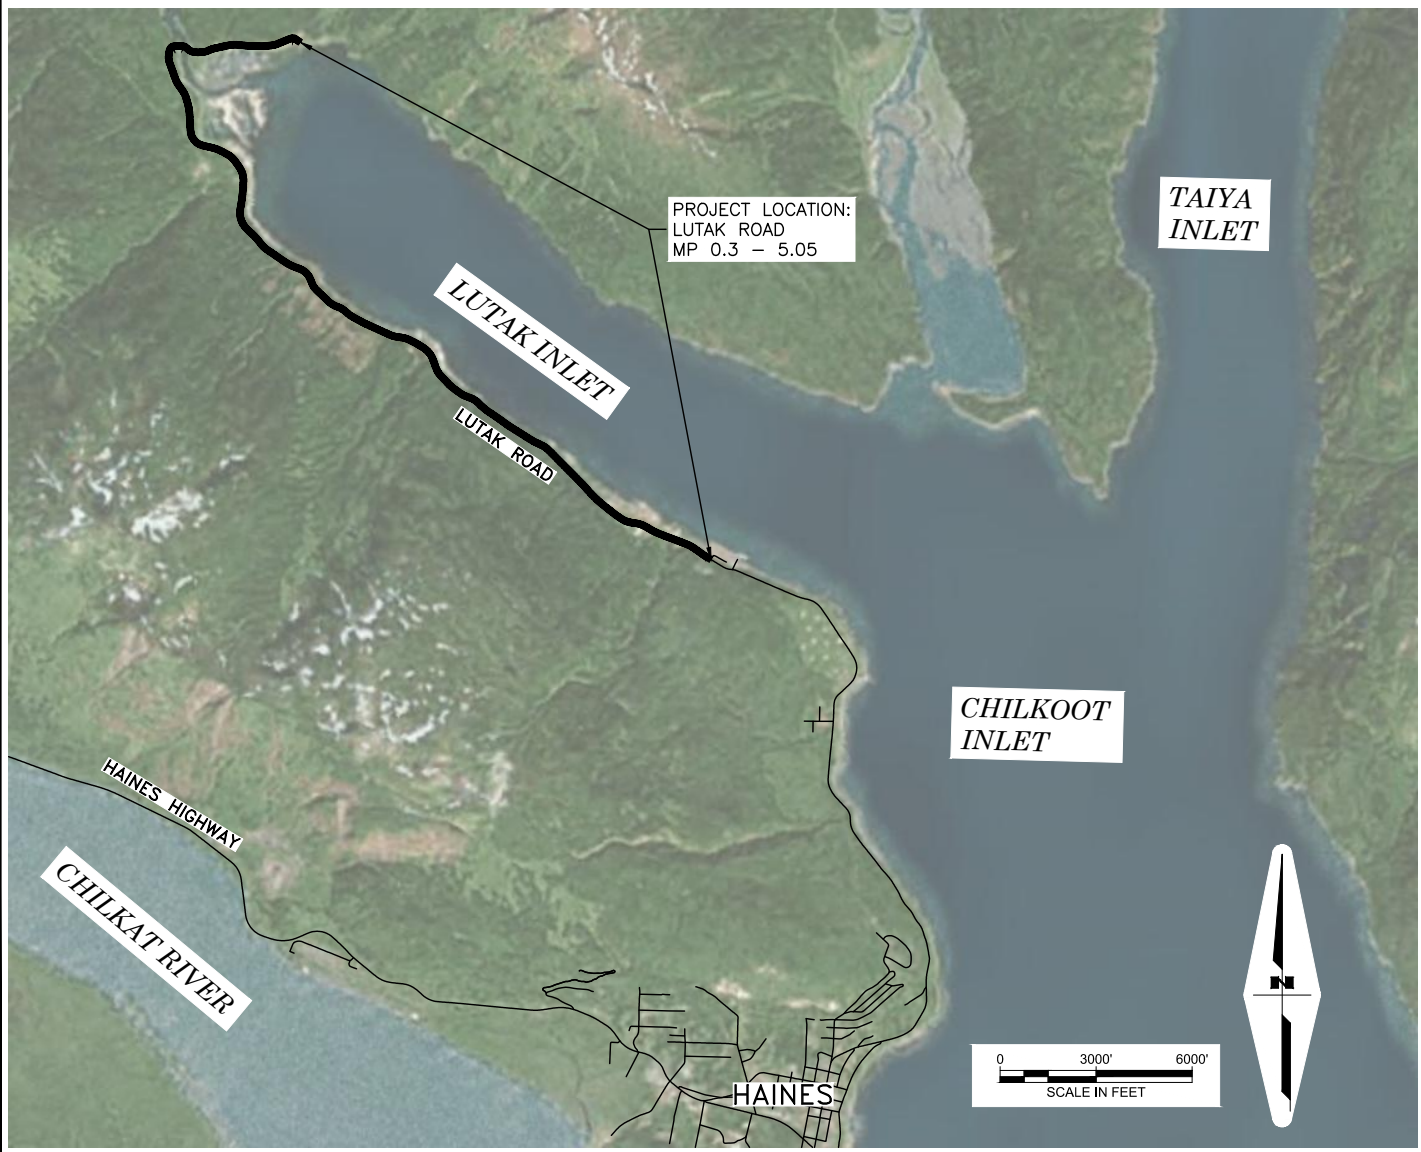 PROJECT LOCATION:
LUTAK ROAD
MP 0.3 - 5.05
TAIYA
INLET
LUTAK INLET
LUTAK ROAD
CHILKOOT
INLET
HAINES HIGHWAY
CHILKAT RIVER
HAINES
N
0 3000' 6000'
SCALE IN FEET